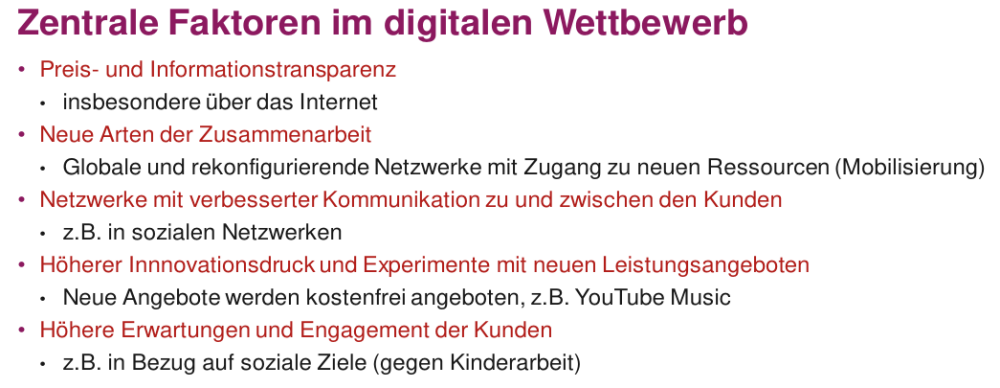 Zentrale Faktoren im digitalen Wettbewerb
• Preis- und Informationstransparenz
• insbesondere über das Internet
• Neue Arten der Zusammenarbeit
• Globale und rekonfigurierende Netzwerke mit Zugang zu neuen Ressourcen (Mobilisierung)
• Netzwerke mit verbesserter Kommunikation zu und zwischen den Kunden
• z.B. in sozialen Netzwerken
• Höherer Innnovationsdruck und Experimente mit neuen Leistungsangeboten
• Neue Angebote werden kostenfrei angeboten, z.B. YouTube Music
• Höhere Erwartungen und Engagement der Kunden
• z.B. in Bezug auf soziale Ziele (gegen Kinderarbeit)